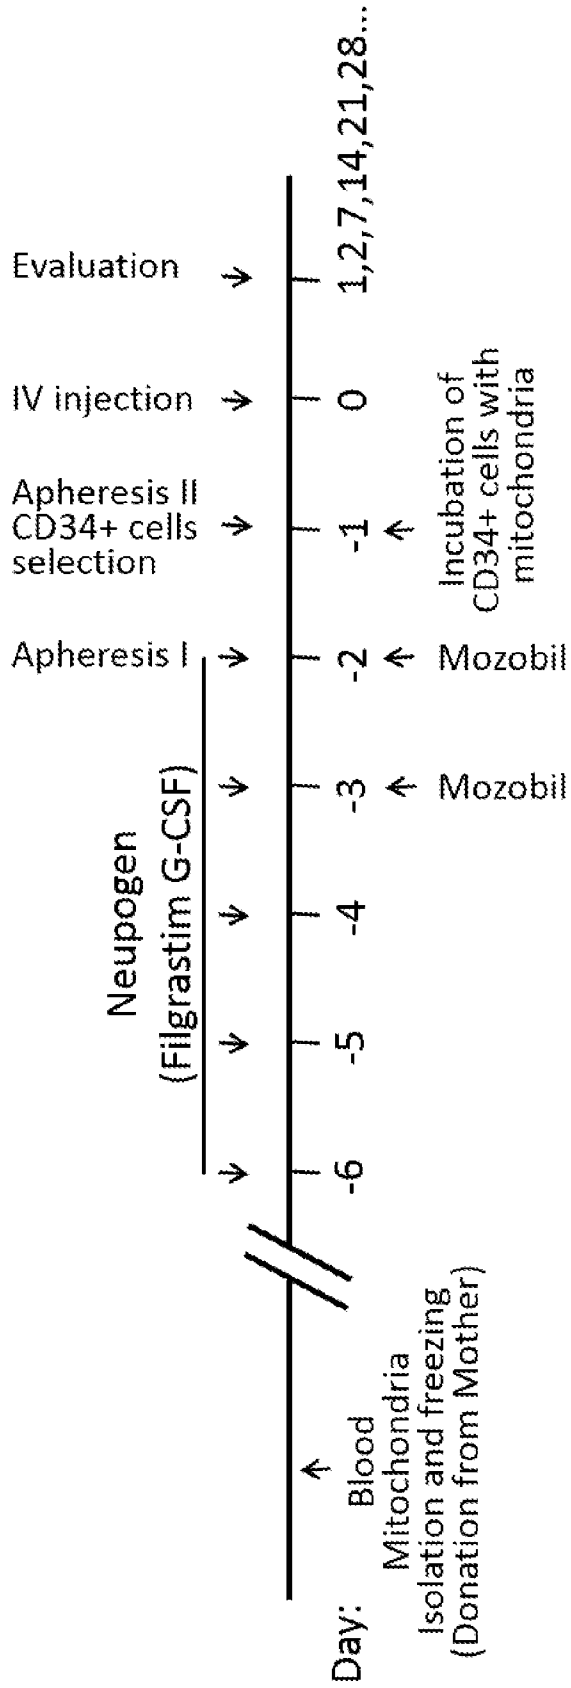 Neupogen
(Filgrastim G-CSF)
Apheresis I
Apheresis II
CD34+ cells
selection
IV injection
Evaluation
Day:
-6
-5
-4
-3
-2
-1
0
1,2,7,14,21,28...
Blood
Mitochondria
Isolation and freezing
(Donation from Mother)
Mozobil
Mozobil
Incubation of
CD34+ cells with
mitochondria